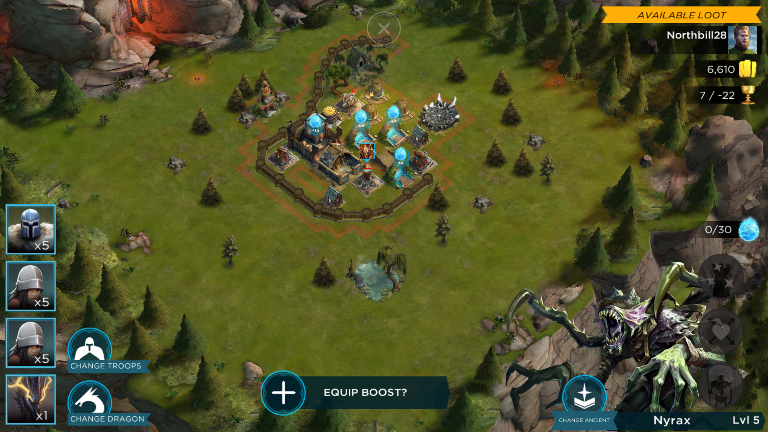 AVAILABLE LOOT
Northbill28
6,610
7 / -22
0/30
x5
x5
x5
x1
CHANGE TROOPS
CHANGE DRAGON
EQUIP BOOST?
CHANGE ANCIENT
Nyrax
Lvl 5